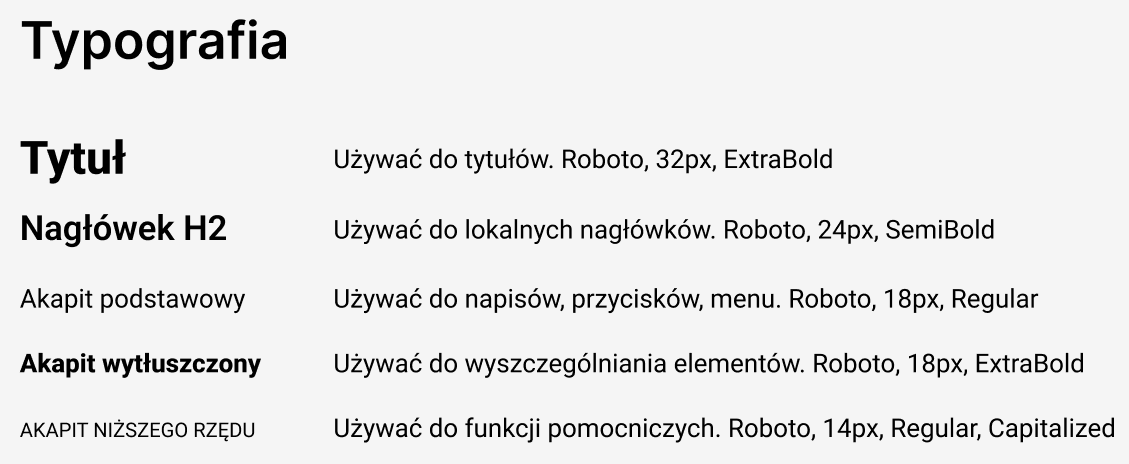 Typografia
Tytuł Używać do tytułów. Roboto, 32px, ExtraBold
Nagłówek H2 Używać do lokalnych nagłówków. Roboto, 24px, SemiBold
Akapit podstawowy Używać do napisów, przycisków, menu. Roboto, 18px, Regular
Akapit wytłuszczony Używać do wyszczególniania elementów. Roboto, 18px, ExtraBold
AKAPIT NIŻSZEGO RZĘDU Używać do funkcji pomocniczych. Roboto, 14px, Regular, Capitalized